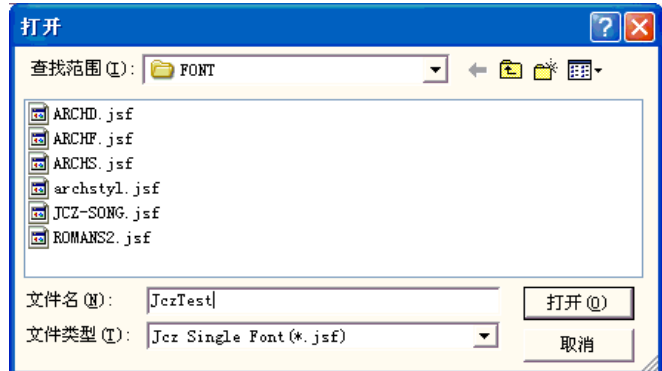 打开
查找范围(I): FONT
ARCHD.jsf
ARCHF.jsf
ARCHS.jsf
archstyl.jsf
JCZ-SONG.jsf
ROMANS2.jsf
文件名(N): JczTest 打开(O)
文件类型(T): Jcz Single Font(*.jsf) 取消